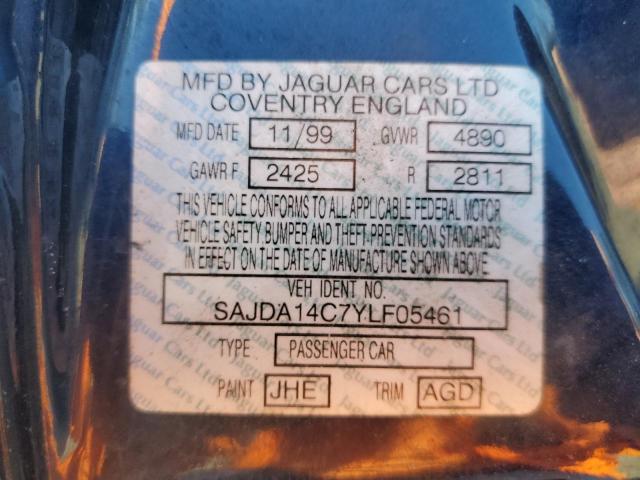 MFD BY JAGUAR CARS LTD
COVENTRY ENGLAND
MFD DATE 11/99 GVWR 4890
GAWR F 2425 R 2811
THIS VEHICLE CONFORMS TO ALL APPLICABLE FEDERAL MOTOR
VEHICLE SAFETY BUMPER AND THEFT PREVENTION STANDARDS
IN EFFECT ON THE DATE OF MANUFACTURE SHOWN ABOVE
VEH IDENT NO.
SAJDA14C7YLF05461
TYPE PASSENGER CAR
PAINT JHE TRIM AGD